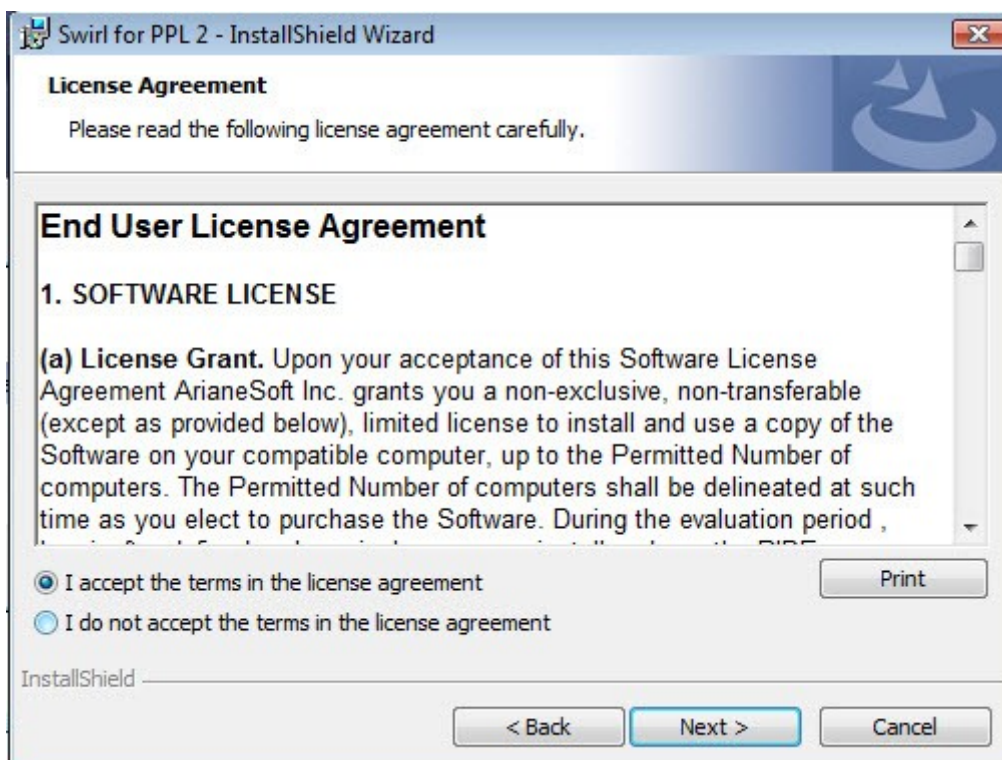 Swirl for PPL 2 - InstallShield Wizard
License Agreement
Please read the following license agreement carefully.
End User License Agreement
1. SOFTWARE LICENSE
(a) License Grant. Upon your acceptance of this Software License
Agreement ArianeSoft Inc. grants you a non-exclusive, non-transferable
(except as provided below), limited license to install and use a copy of the
Software on your compatible computer, up to the Permitted Number of
computers. The Permitted Number of computers shall be delineated at such
time as you elect to purchase the Software. During the evaluation period ,
I accept the terms in the license agreement
Print
I do not accept the terms in the license agreement
InstallShield
< Back
Next >
Cancel